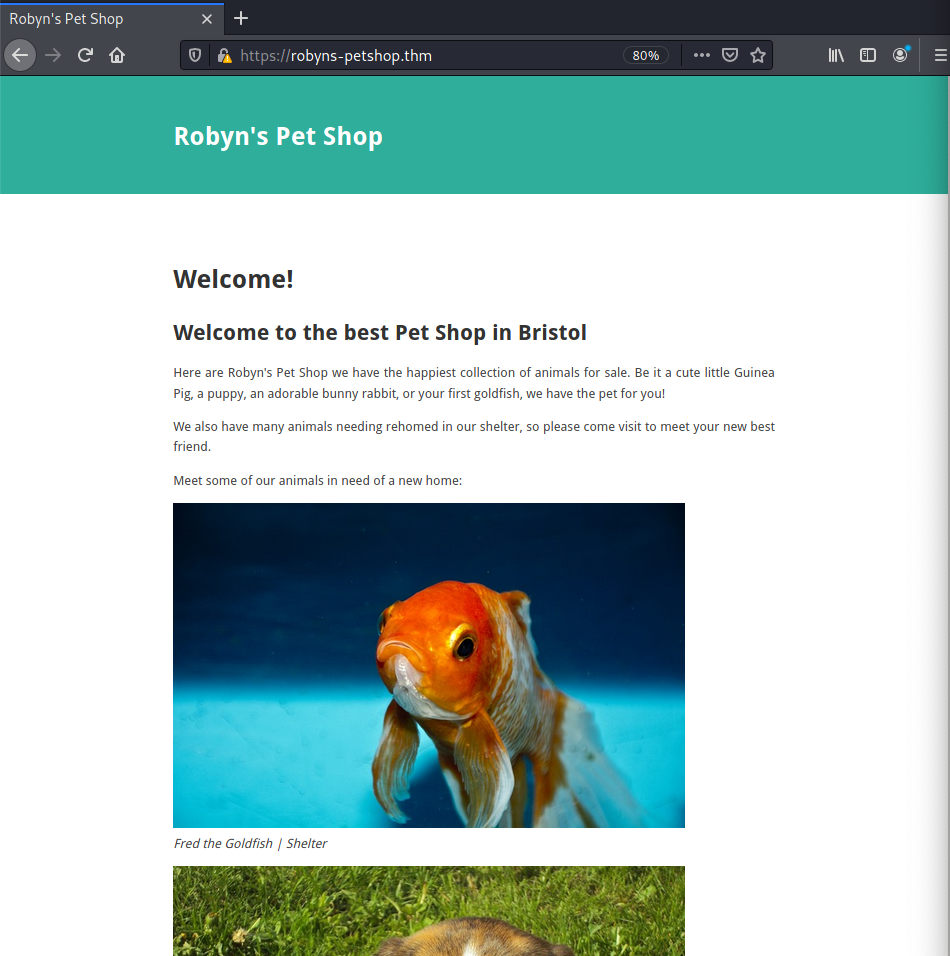 Robyn's Pet Shop
https://robyns-petshop.thm
80%
Robyn's Pet Shop
Welcome!
Welcome to the best Pet Shop in Bristol
Here are Robyn's Pet Shop we have the happiest collection of animals for sale. Be it a cute little Guinea
Pig, a puppy, an adorable bunny rabbit, or your first goldfish, we have the pet for you!
We also have many animals needing rehomed in our shelter, so please come visit to meet your new best
friend.
Meet some of our animals in need of a new home:
Fred the Goldfish | Shelter